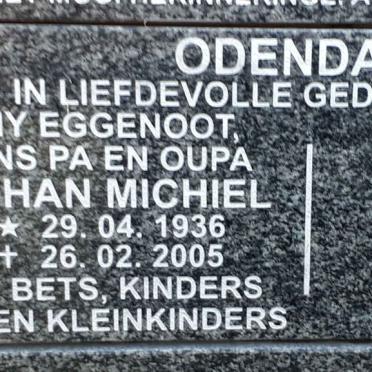 ODENDA
IN LIEFDEVOLLE GED
MY EGGENOOT,
NS PA EN OUPA
HAN MICHIEL
★ 29. 04. 1936
✝ 26. 02. 2005
BETS, KINDERS
EN KLEINKINDERS